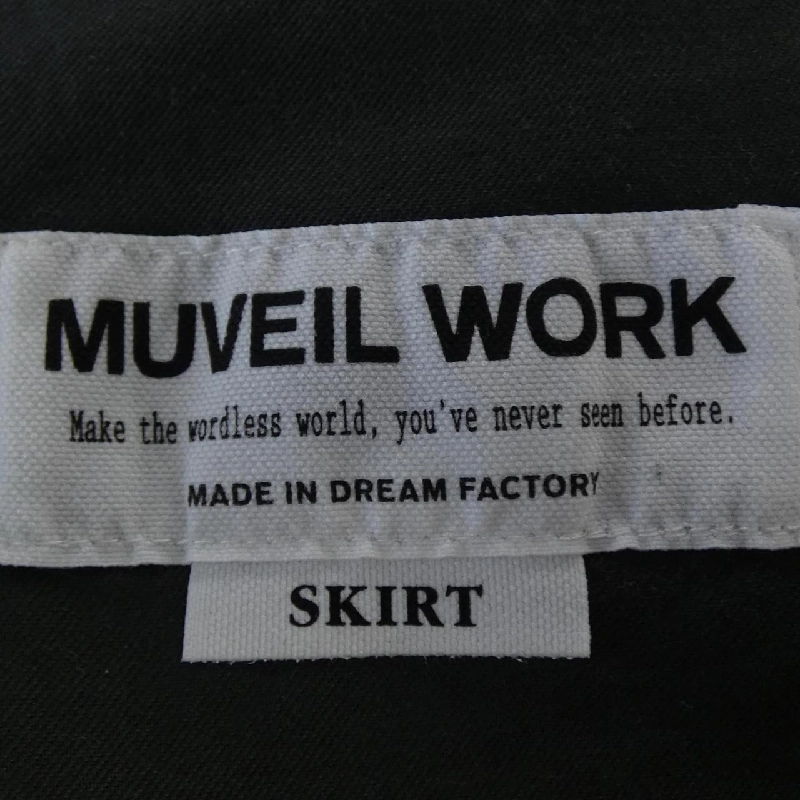 MUVEIL WORK
Make the wordless world, you've never seen before.
MADE IN DREAM FACTORY
SKIRT